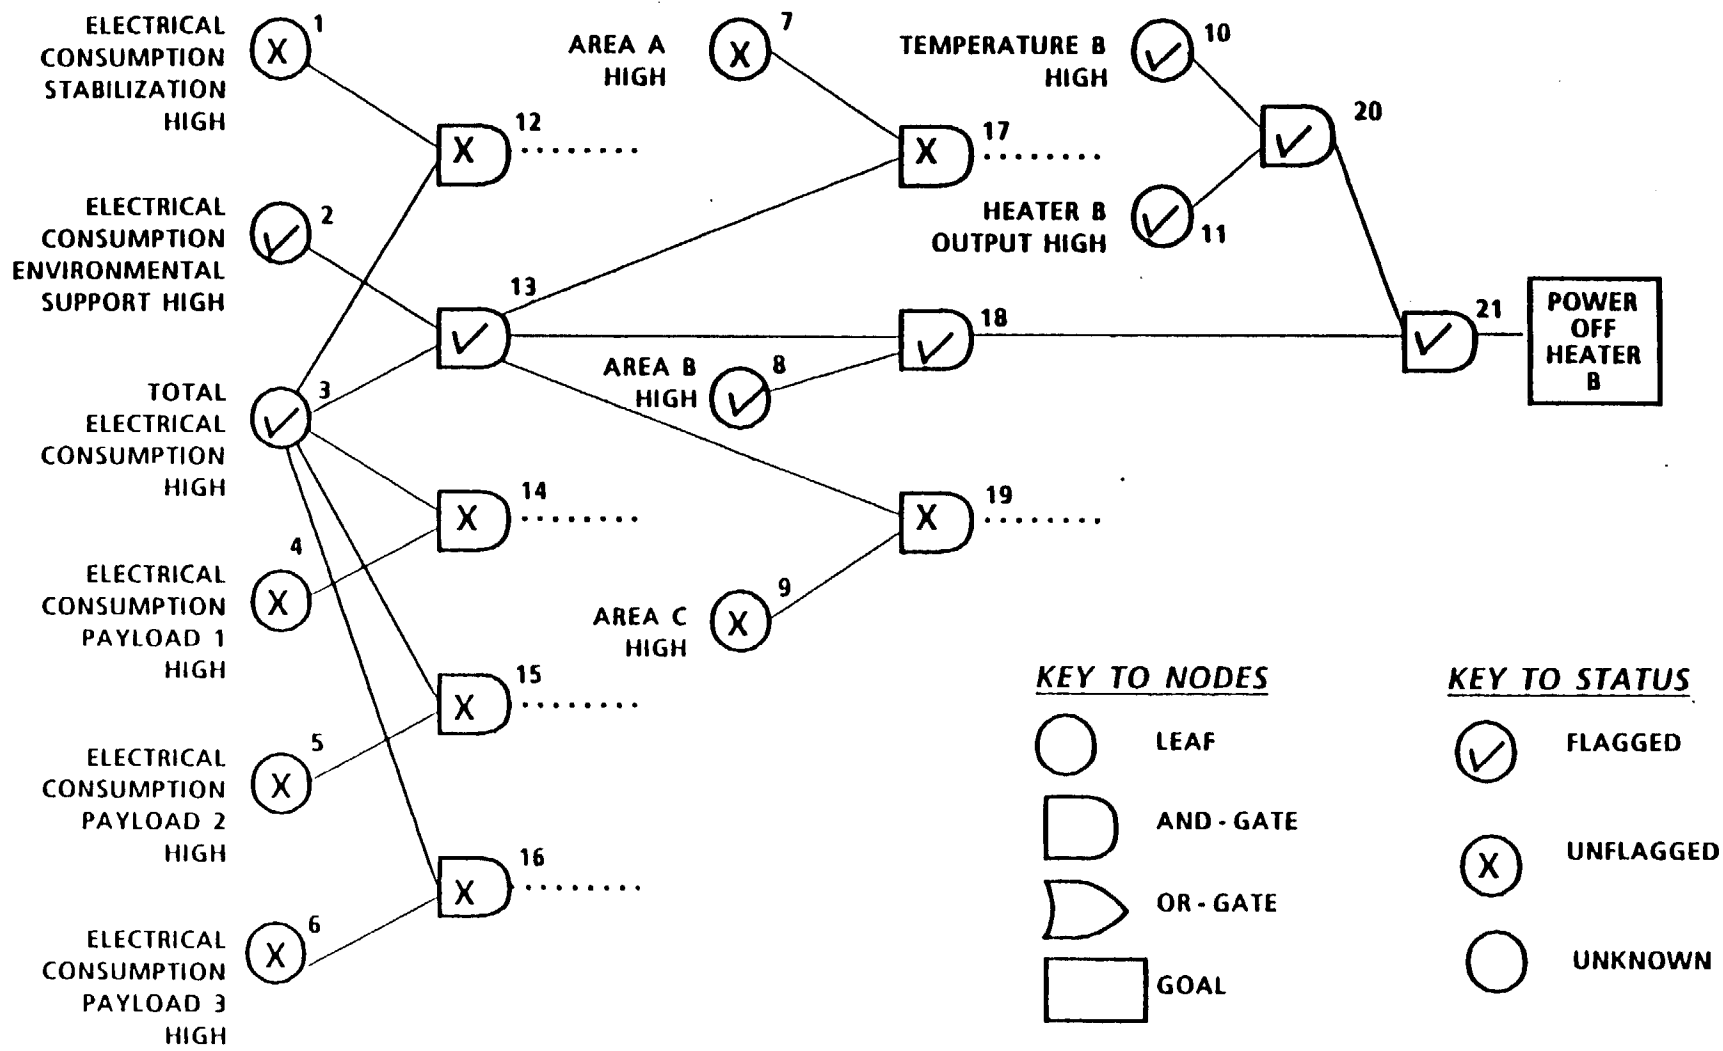 ELECTRICAL
CONSUMPTION
STABILIZATION
HIGH
1
X
12
X
ELECTRICAL
CONSUMPTION
ENVIRONMENTAL
SUPPORT HIGH
2
13
TOTAL
ELECTRICAL
CONSUMPTION
HIGH
3
14
X
4
ELECTRICAL
CONSUMPTION
PAYLOAD 1
HIGH
X
15
X
5
ELECTRICAL
CONSUMPTION
PAYLOAD 2
HIGH
X
16
X
6
ELECTRICAL
CONSUMPTION
PAYLOAD 3
HIGH
X
AREA A
HIGH
7
X
17
X
AREA B
HIGH
8
18
19
X
AREA C
HIGH
9
X
TEMPERATURE B
HIGH
10
HEATER B
OUTPUT HIGH
11
20
21
POWER
OFF
HEATER
B
KEY TO NODES
LEAF
AND - GATE
OR - GATE
GOAL
KEY TO STATUS
FLAGGED
X
UNFLAGGED
UNKNOWN